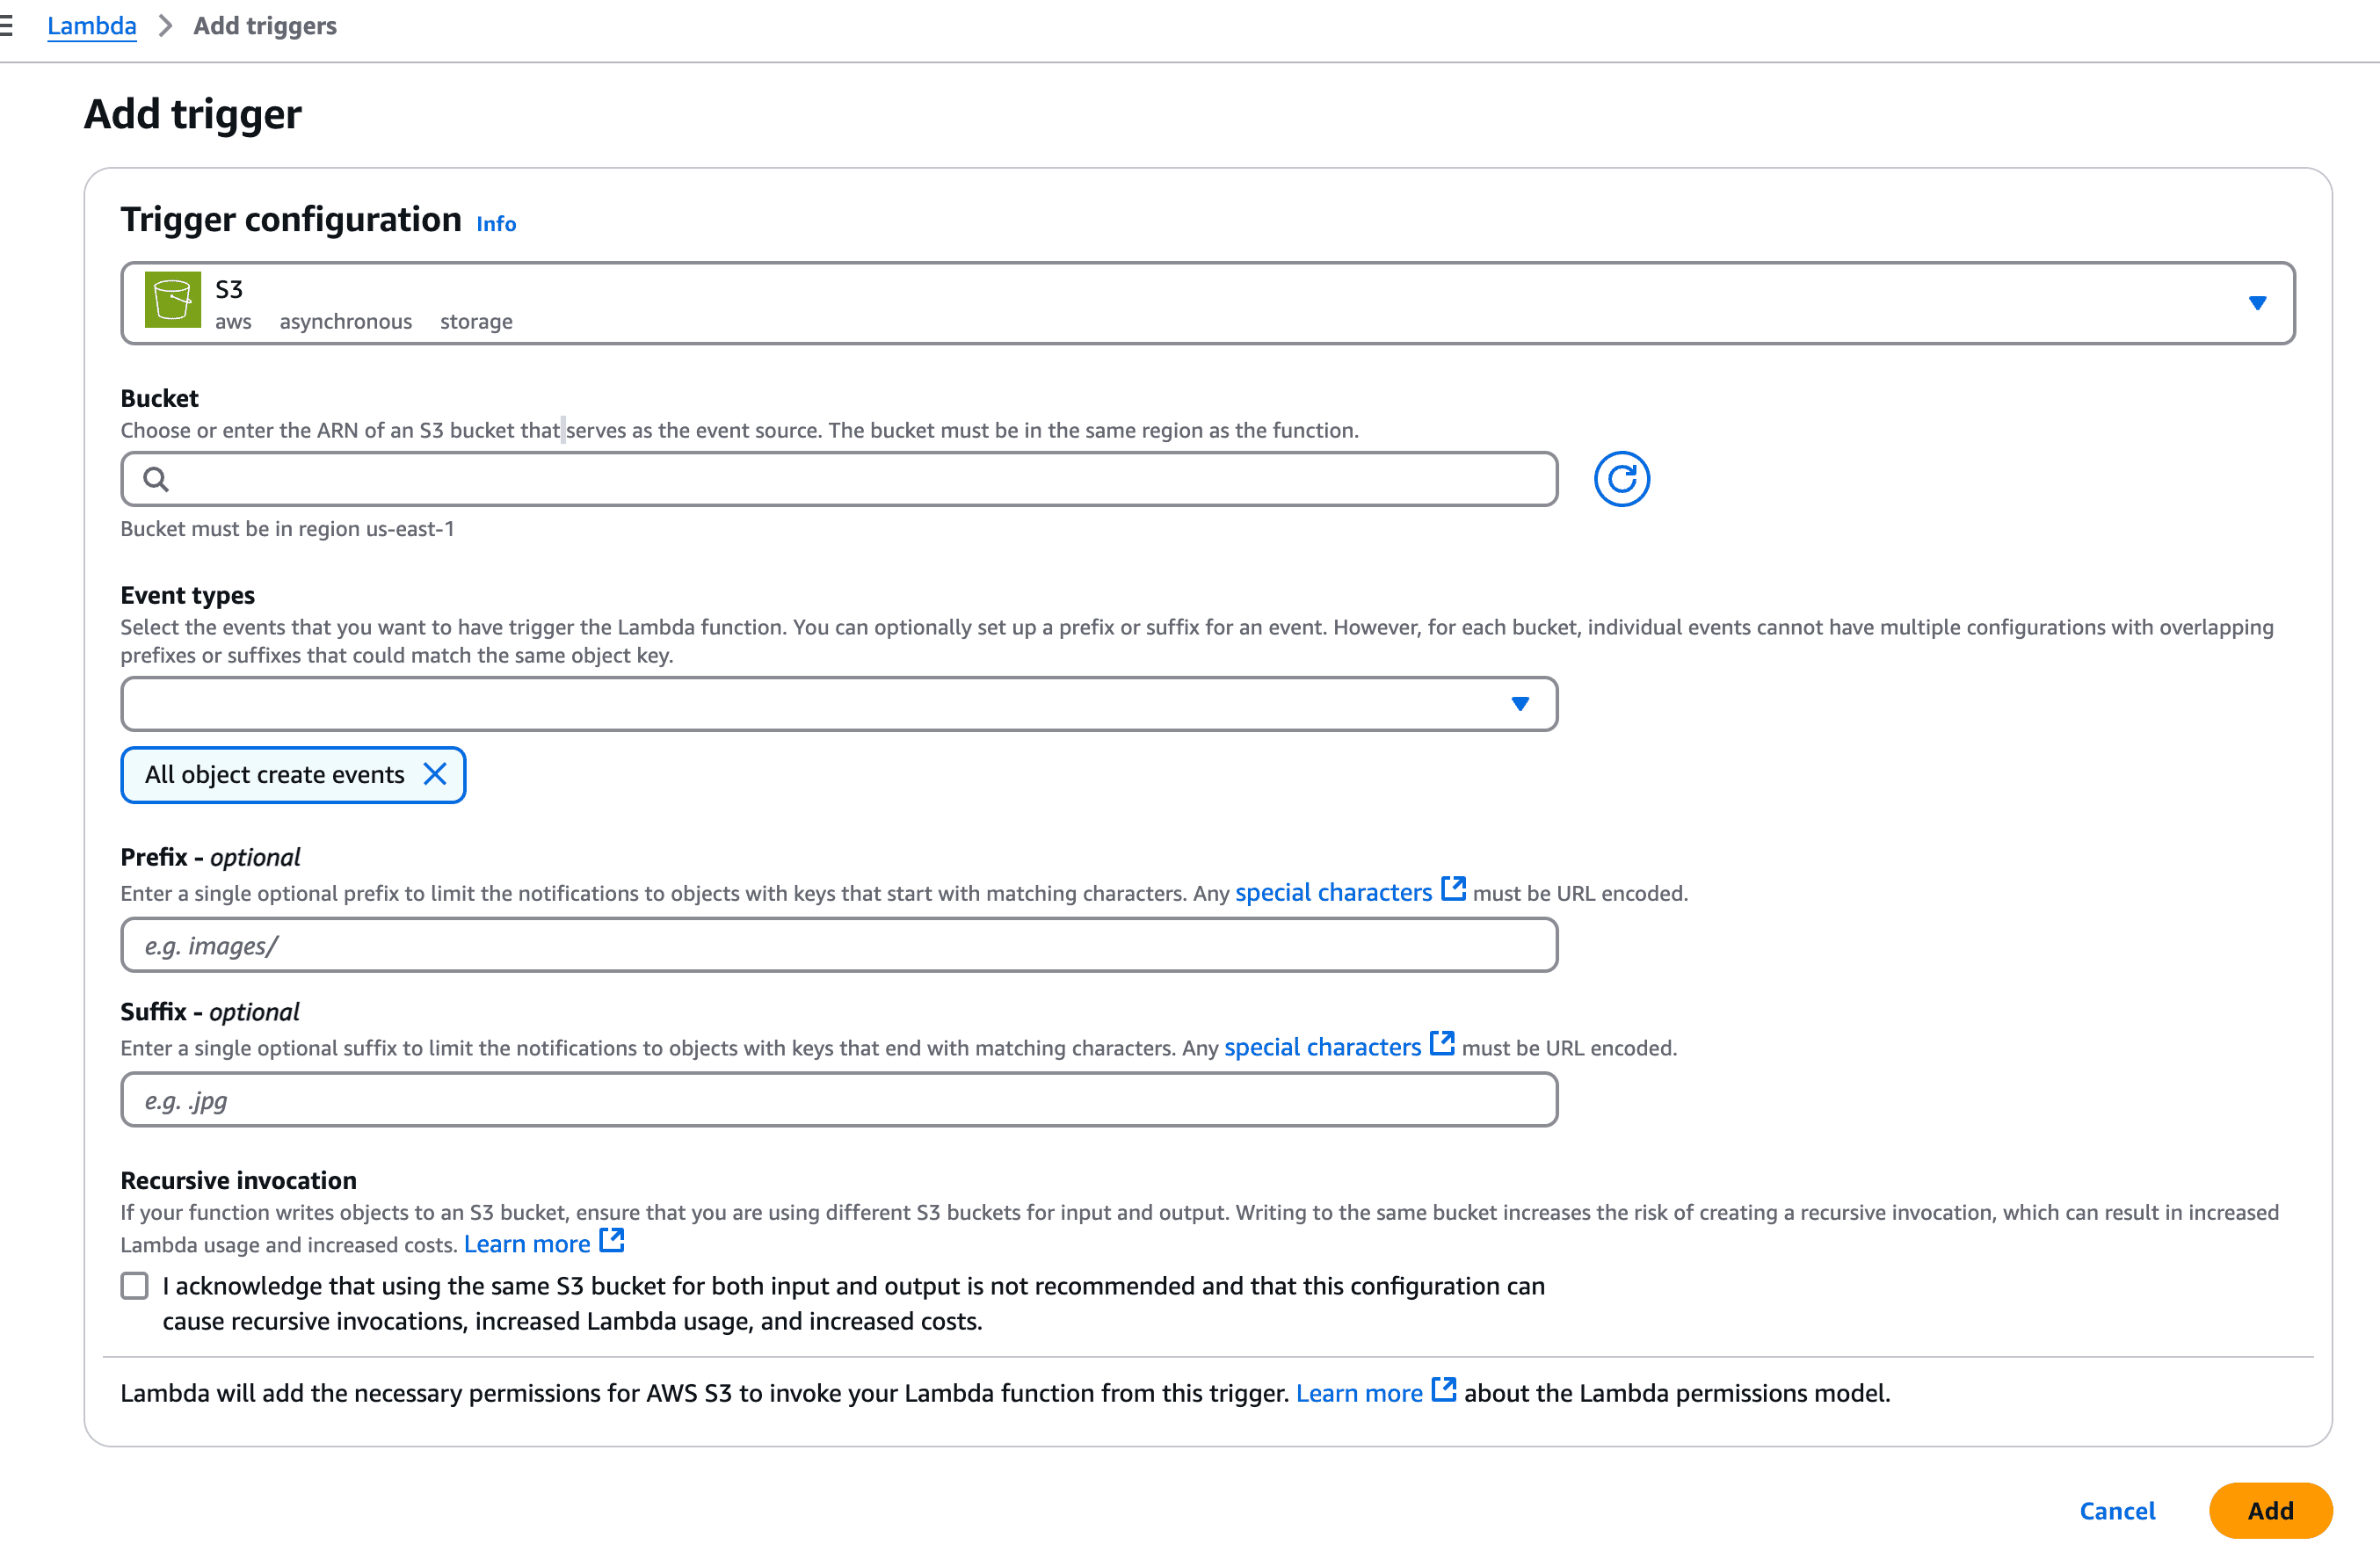 Lambda > Add triggers
Add trigger
Trigger configuration Info
S3
aws asynchronous storage
Bucket
Choose or enter the ARN of an S3 bucket that serves as the event source. The bucket must be in the same region as the function.
Bucket must be in region us-east-1
Event types
Select the events that you want to have trigger the Lambda function. You can optionally set up a prefix or suffix for an event. However, for each bucket, individual events cannot have multiple configurations with overlapping
prefixes or suffixes that could match the same object key.
All object create events
Prefix - optional
Enter a single optional prefix to limit the notifications to objects with keys that start with matching characters. Any special characters must be URL encoded.
e.g. images/
Suffix - optional
Enter a single optional suffix to limit the notifications to objects with keys that end with matching characters. Any special characters must be URL encoded.
e.g. .jpg
Recursive invocation
If your function writes objects to an S3 bucket, ensure that you are using different S3 buckets for input and output. Writing to the same bucket increases the risk of creating a recursive invocation, which can result in increased
Lambda usage and increased costs. Learn more
I acknowledge that using the same S3 bucket for both input and output is not recommended and that this configuration can
cause recursive invocations, increased Lambda usage, and increased costs.
Lambda will add the necessary permissions for AWS S3 to invoke your Lambda function from this trigger. Learn more about the Lambda permissions model.
Cancel Add